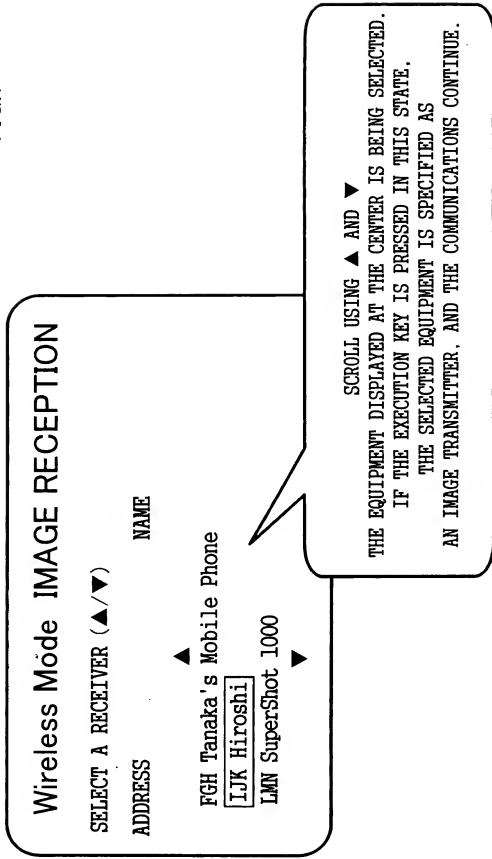 Wireless Mode IMAGE RECEPTION
SELECT A RECEIVER (▲/▼)
ADDRESS NAME
▲
FGH Tanaka's Mobile Phone
IJK Hiroshi
LMN SuperShot 1000
▼
SCROLL USING ▲ AND ▼
THE EQUIPMENT DISPLAYED AT THE CENTER IS BEING SELECTED.
IF THE EXECUTION KEY IS PRESSED IN THIS STATE,
THE SELECTED EQUIPMENT IS SPECIFIED AS
AN IMAGE TRANSMITTER, AND THE COMMUNICATIONS CONTINUE.